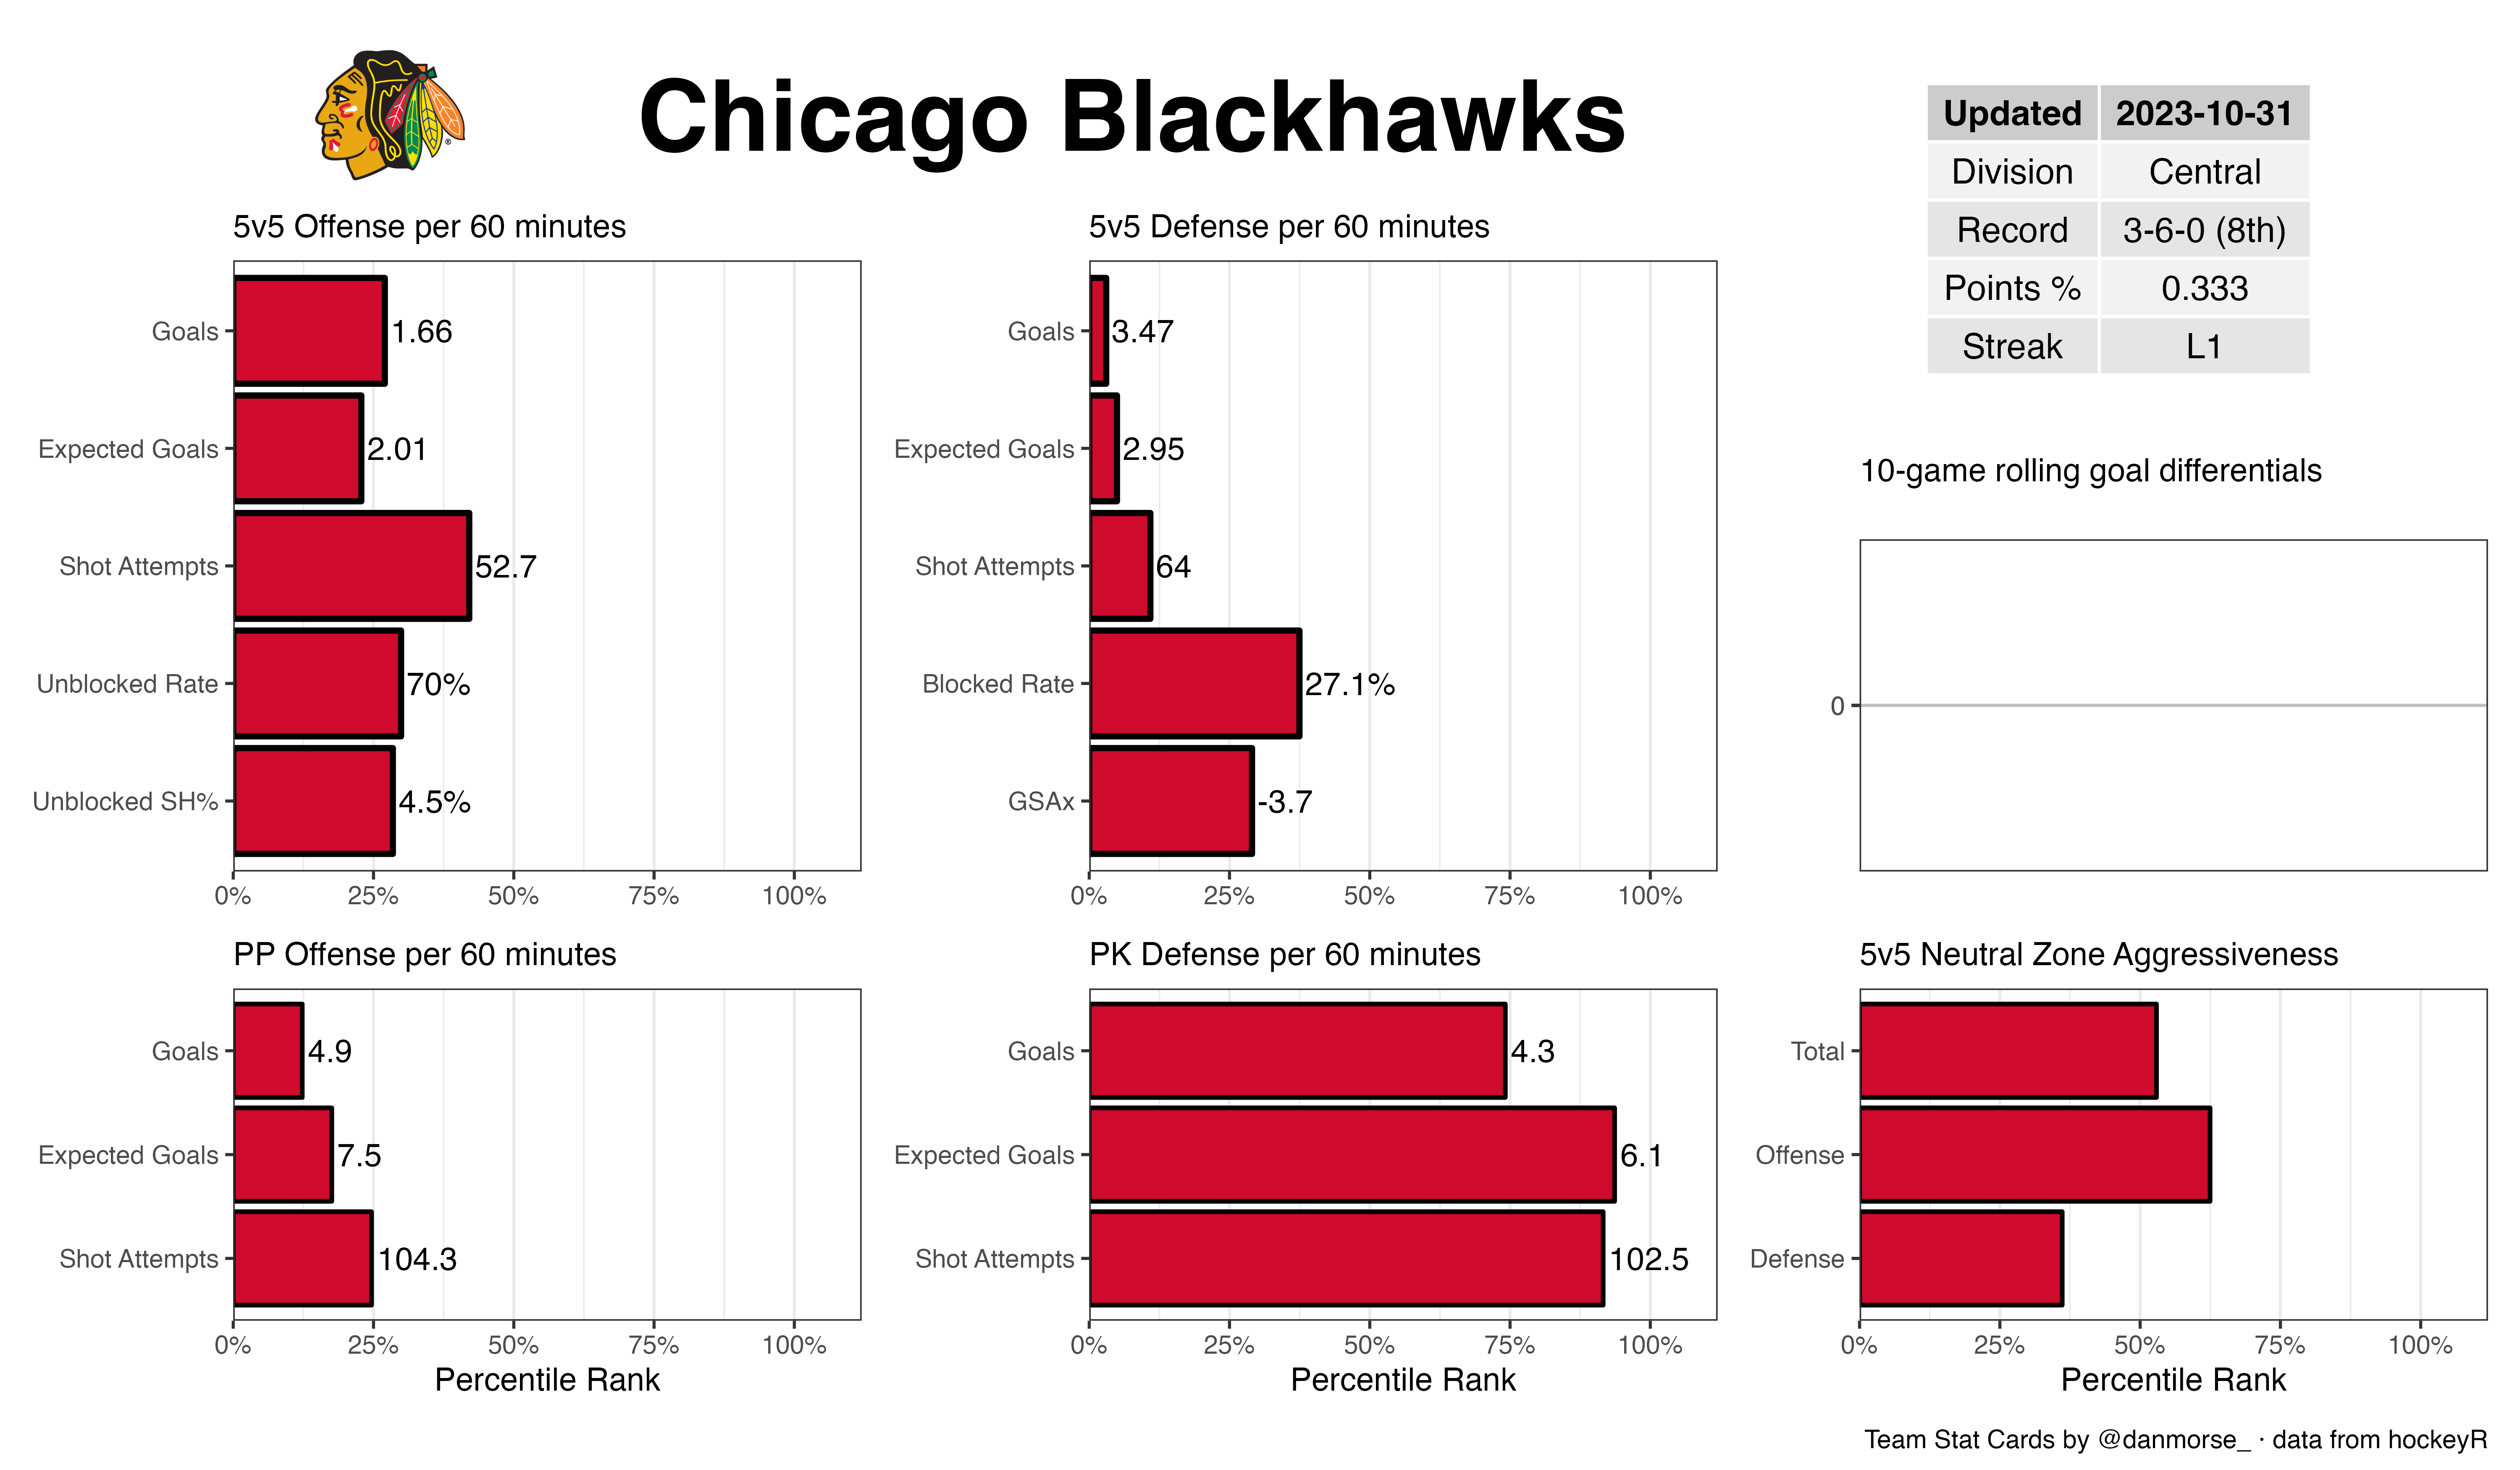 Chicago Blackhawks
Updated 2023-10-31
Division Central
Record 3-6-0 (8th)
Points % 0.333
Streak L1
5v5 Offense per 60 minutes
Goals 1.66
Expected Goals 2.01
Shot Attempts 52.7
Unblocked Rate 70%
Unblocked SH% 4.5%
0% 25% 50% 75% 100%
5v5 Defense per 60 minutes
Goals 3.47
Expected Goals 2.95
Shot Attempts 64
Blocked Rate 27.1%
GSAx -3.7
0% 25% 50% 75% 100%
10-game rolling goal differentials
0
PP Offense per 60 minutes
Goals 4.9
Expected Goals 7.5
Shot Attempts 104.3
0% 25% 50% 75% 100%
Percentile Rank
PK Defense per 60 minutes
Goals 4.3
Expected Goals 6.1
Shot Attempts 102.5
0% 25% 50% 75% 100%
Percentile Rank
5v5 Neutral Zone Aggressiveness
Total
Offense
Defense
0% 25% 50% 75% 100%
Percentile Rank
Team Stat Cards by @danmorse_ · data from hockeyR